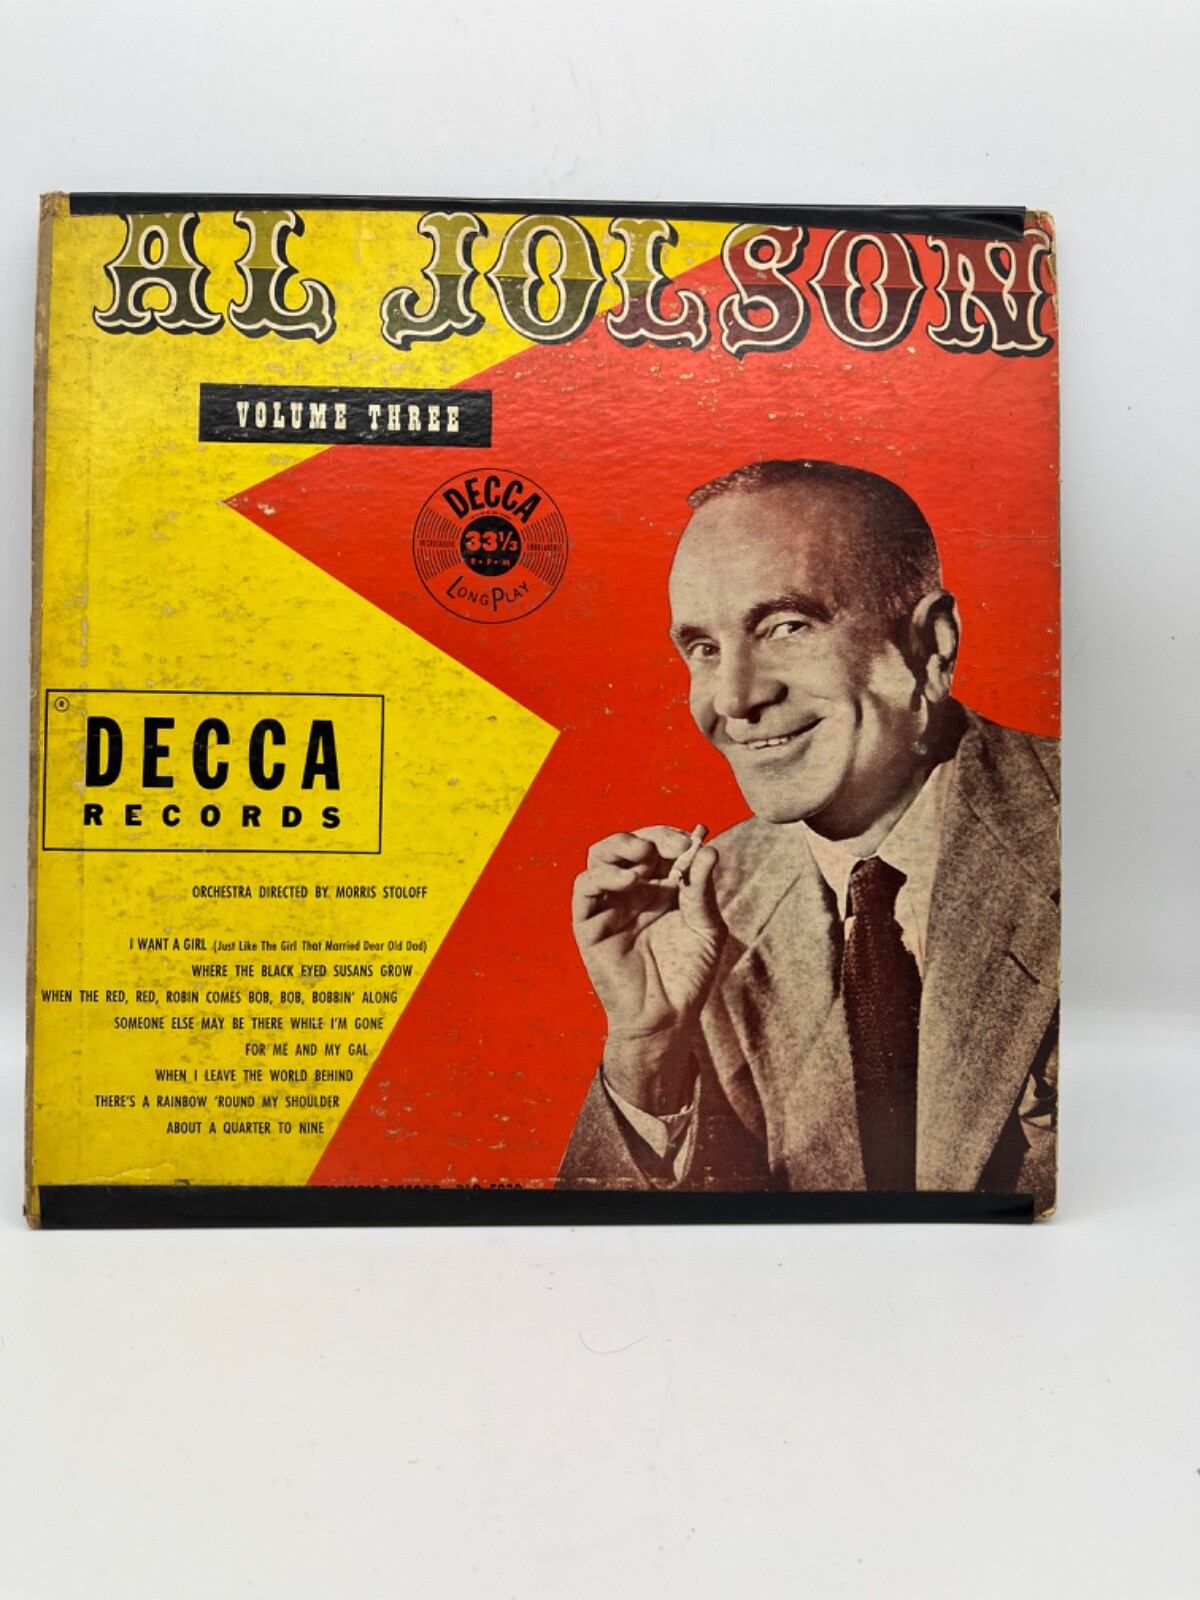 AL JOLSON
VOLUME THREE
DECCA
33 1/3
R•P•M
LONG PLAY
®
DECCA
RECORDS
ORCHESTRA DIRECTED BY MORRIS STOLOFF
I WANT A GIRL (Just Like The Girl That Married Dear Old Dad)
WHERE THE BLACK EYED SUSANS GROW
WHEN THE RED, RED, ROBIN COMES BOB, BOB, BOBBIN' ALONG
SOMEONE ELSE MAY BE THERE WHILE I'M GONE
FOR ME AND MY GAL
WHEN I LEAVE THE WORLD BEHIND
THERE'S A RAINBOW 'ROUND MY SHOULDER
ABOUT A QUARTER TO NINE